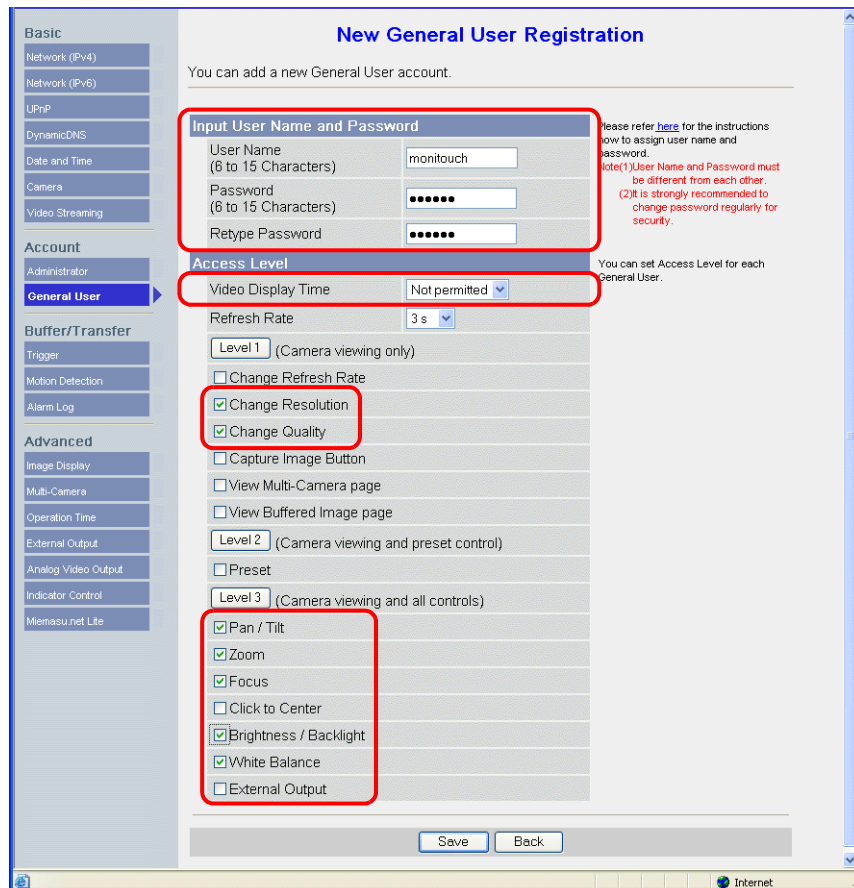 Basic
Network (IPv4)
Network (IPv6)
UPnP
DynamicDNS
Date and Time
Camera
Video Streaming
Account
Administrator
General User
Buffer/Transfer
Trigger
Motion Detection
Alarm Log
Advanced
Image Display
Multi-Camera
Operation Time
External Output
Analog Video Output
Indicator Control
Miemasu.net Lite
New General User Registration
You can add a new General User account.
Input User Name and Password
User Name
(6 to 15 Characters)
monitouch
Password
(6 to 15 Characters)
●●●●●●
Retype Password
●●●●●●
Please refer here for the instructions
how to assign user name and
password.
Note(1)User Name and Password must
be different from each other.
(2)It is strongly recommended to
change password regularly for
security.
Access Level
Video Display Time
Not permitted
Refresh Rate
3 s
Level 1 (Camera viewing only)
Change Refresh Rate
Change Resolution
Change Quality
Capture Image Button
View Multi-Camera page
View Buffered Image page
Level 2 (Camera viewing and preset control)
Preset
Level 3 (Camera viewing and all controls)
Pan / Tilt
Zoom
Focus
Click to Center
Brightness / Backlight
White Balance
External Output
You can set Access Level for each
General User.
Save
Back
Internet